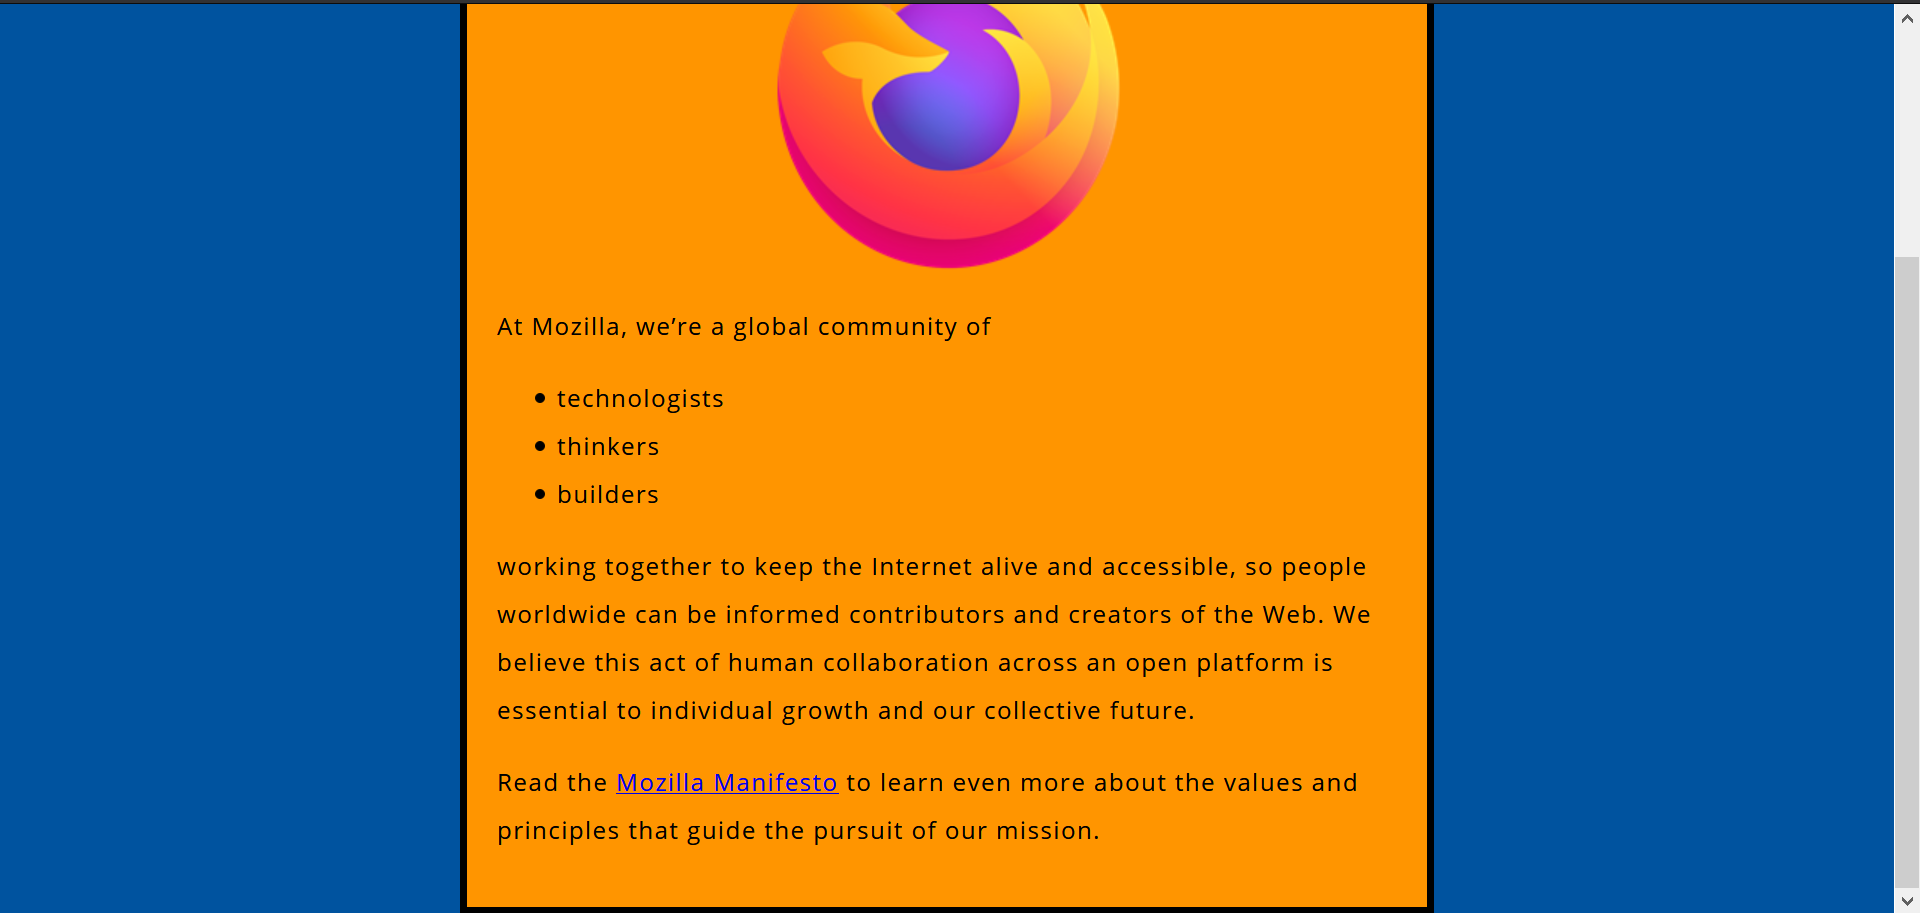 At Mozilla, we’re a global community of
technologists
thinkers
builders
working together to keep the Internet alive and accessible, so people
worldwide can be informed contributors and creators of the Web. We
believe this act of human collaboration across an open platform is
essential to individual growth and our collective future.
Read the Mozilla Manifesto to learn even more about the values and
principles that guide the pursuit of our mission.